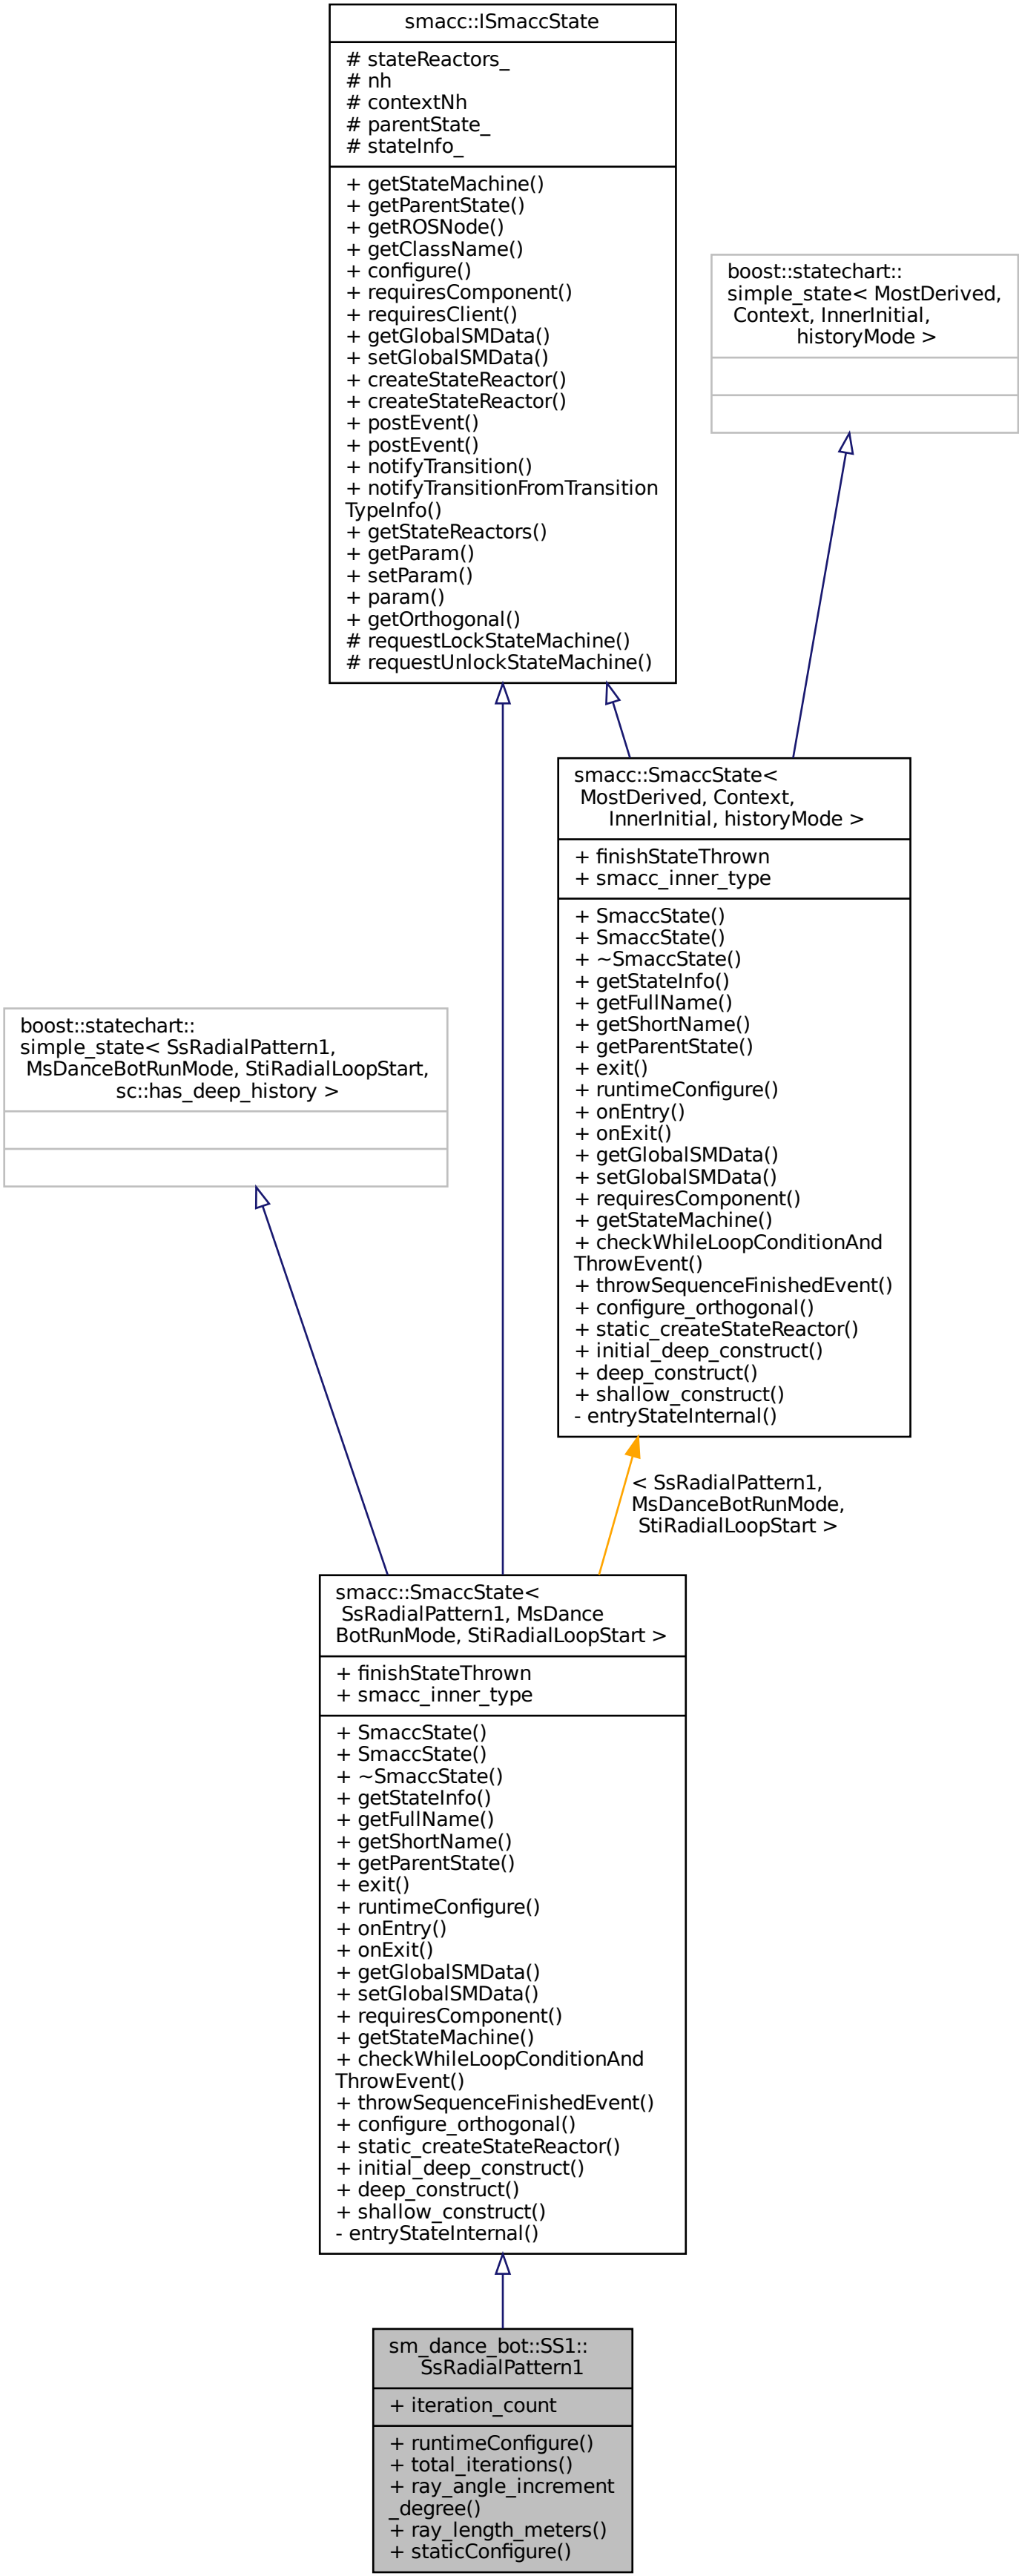 smacc::ISmaccState
# stateReactors_
# nh
# contextNh
# parentState_
# stateInfo_
+ getStateMachine()
+ getParentState()
+ getROSNode()
+ getClassName()
+ configure()
+ requiresComponent()
+ requiresClient()
+ getGlobalSMData()
+ setGlobalSMData()
+ createStateReactor()
+ createStateReactor()
+ postEvent()
+ postEvent()
+ notifyTransition()
+ notifyTransitionFromTransition
TypeInfo()
+ getStateReactors()
+ getParam()
+ setParam()
+ param()
+ getOrthogonal()
# requestLockStateMachine()
# requestUnlockStateMachine()
boost::statechart::
simple_state< MostDerived,
Context, InnerInitial,
historyMode >
smacc::SmaccState<
MostDerived, Context,
InnerInitial, historyMode >
+ finishStateThrown
+ smacc_inner_type
+ SmaccState()
+ SmaccState()
+ ~SmaccState()
+ getStateInfo()
+ getFullName()
+ getShortName()
+ getParentState()
+ exit()
+ runtimeConfigure()
+ onEntry()
+ onExit()
+ getGlobalSMData()
+ setGlobalSMData()
+ requiresComponent()
+ getStateMachine()
+ checkWhileLoopConditionAnd
ThrowEvent()
+ throwSequenceFinishedEvent()
+ configure_orthogonal()
+ static_createStateReactor()
+ initial_deep_construct()
+ deep_construct()
+ shallow_construct()
- entryStateInternal()
boost::statechart::
simple_state< SsRadialPattern1,
MsDanceBotRunMode, StiRadialLoopStart,
sc::has_deep_history >
< SsRadialPattern1,
MsDanceBotRunMode,
StiRadialLoopStart >
smacc::SmaccState<
SsRadialPattern1, MsDance
BotRunMode, StiRadialLoopStart >
+ finishStateThrown
+ smacc_inner_type
+ SmaccState()
+ SmaccState()
+ ~SmaccState()
+ getStateInfo()
+ getFullName()
+ getShortName()
+ getParentState()
+ exit()
+ runtimeConfigure()
+ onEntry()
+ onExit()
+ getGlobalSMData()
+ setGlobalSMData()
+ requiresComponent()
+ getStateMachine()
+ checkWhileLoopConditionAnd
ThrowEvent()
+ throwSequenceFinishedEvent()
+ configure_orthogonal()
+ static_createStateReactor()
+ initial_deep_construct()
+ deep_construct()
+ shallow_construct()
- entryStateInternal()
sm_dance_bot::SS1::
SsRadialPattern1
+ iteration_count
+ runtimeConfigure()
+ total_iterations()
+ ray_angle_increment
_degree()
+ ray_length_meters()
+ staticConfigure()